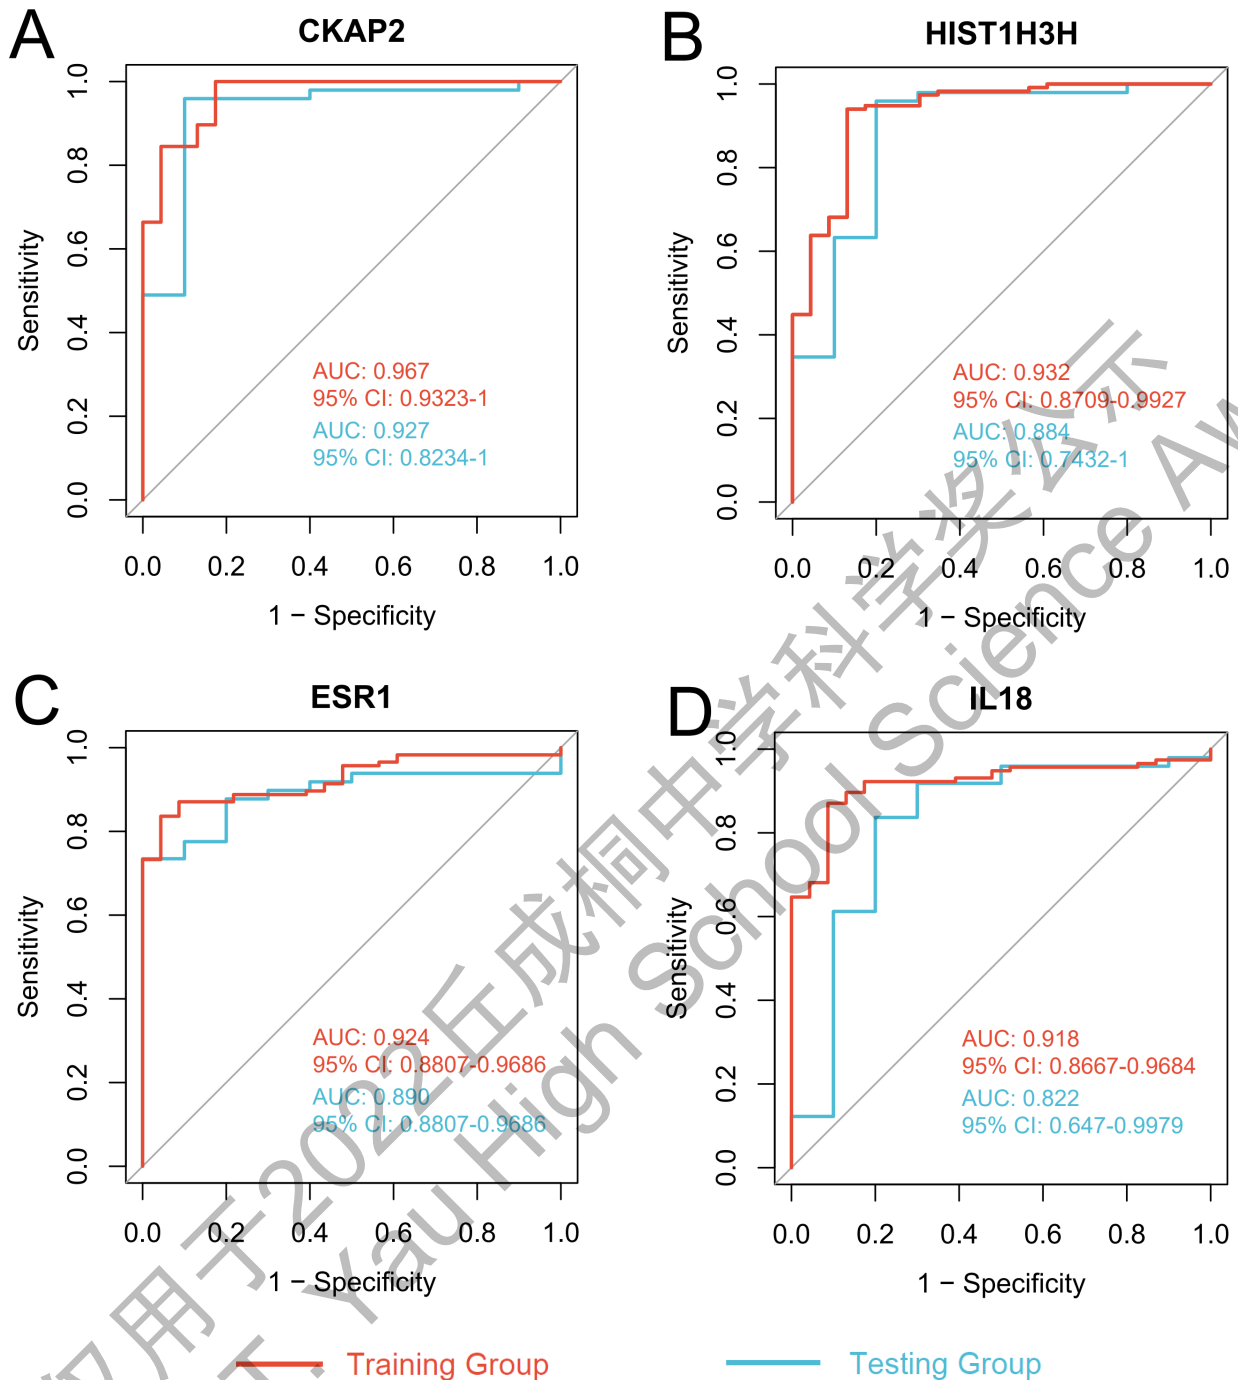 A
CKAP2
1.0
0.8
0.6
0.4
0.2
0.0
Sensitivity
AUC: 0.967
95% CI: 0.9323-1
AUC: 0.927
95% CI: 0.8234-1
0.0 0.2 0.4 0.6 0.8 1.0
1 − Specificity
B
HIST1H3H
1.0
0.8
0.6
0.4
0.2
0.0
Sensitivity
AUC: 0.932
95% CI: 0.8709-0.9927
AUC: 0.884
95% CI: 0.7432-1
0.0 0.2 0.4 0.6 0.8 1.0
1 − Specificity
C
ESR1
1.0
0.8
0.6
0.4
0.2
0.0
Sensitivity
AUC: 0.924
95% CI: 0.8807-0.9686
AUC: 0.890
95% CI: 0.8807-0.9686
0.0 0.2 0.4 0.6 0.8 1.0
1 − Specificity
D
IL18
1.0
0.8
0.6
0.4
0.2
0.0
Sensitivity
AUC: 0.918
95% CI: 0.8667-0.9684
AUC: 0.822
95% CI: 0.647-0.9979
0.0 0.2 0.4 0.6 0.8 1.0
1 − Specificity
Training Group
Testing Group
仅用于2022丘成桐中学科学奖公示
T. Yau High School Science Aw